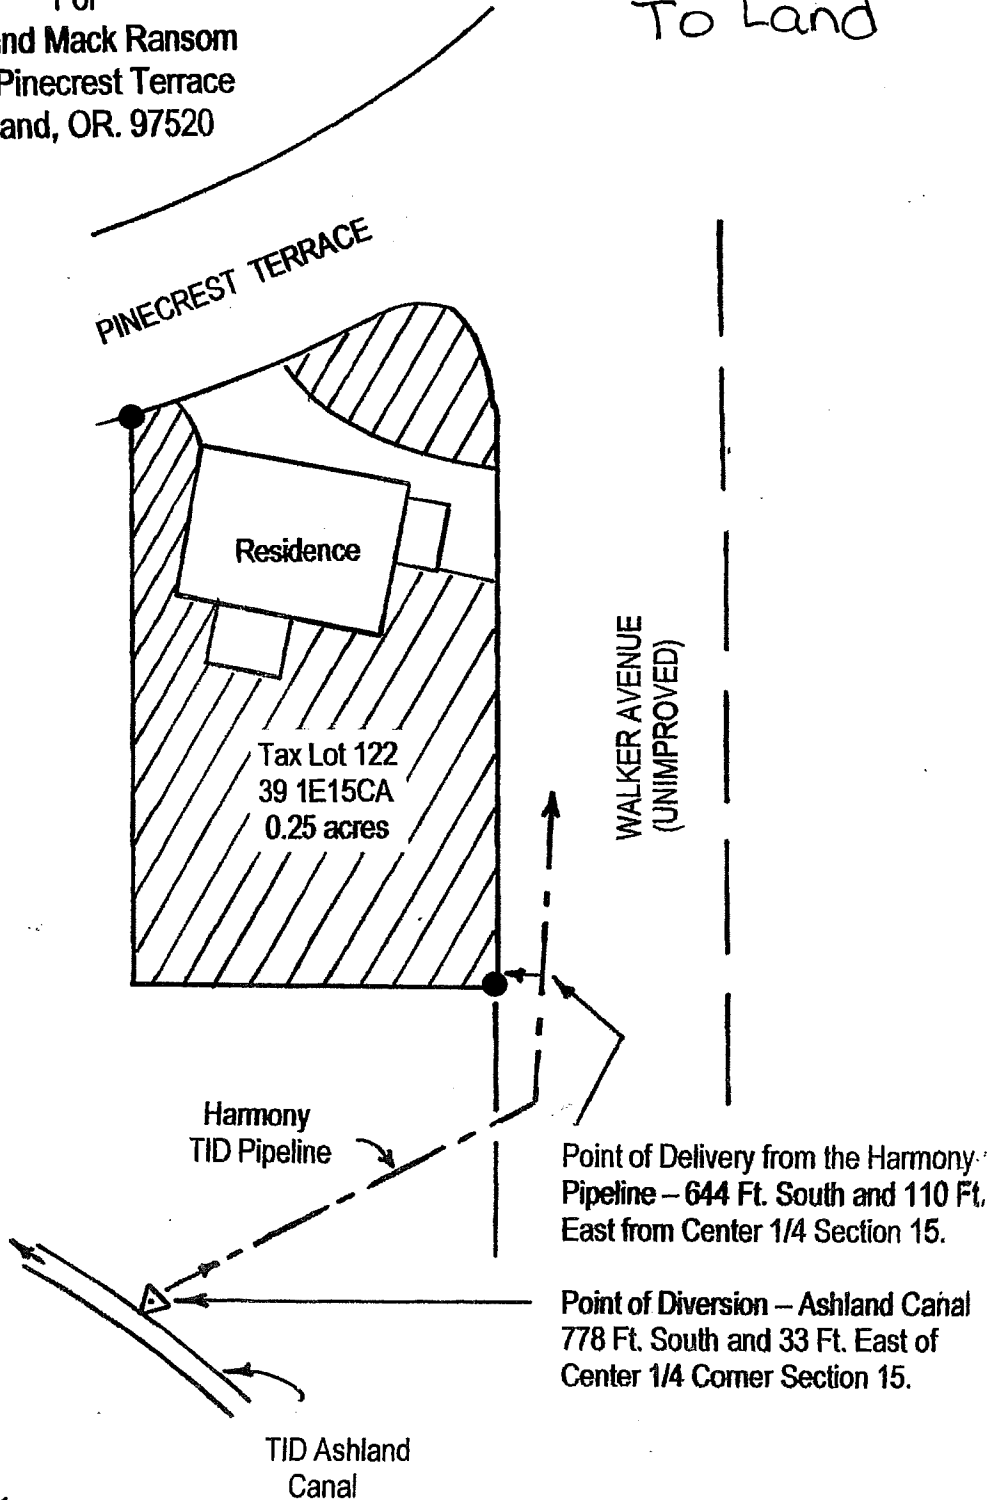 For
nd Mack Ransom
Pinecrest Terrace
and, OR. 97520
To Land
PINECREST TERRACE
Residence
WALKER AVENUE
(UNIMPROVED)
Tax Lot 122
39 1E15CA
0.25 acres
Harmony
TID Pipeline
Point of Delivery from the Harmony
Pipeline – 644 Ft. South and 110 Ft.
East from Center 1/4 Section 15.
Point of Diversion – Ashland Canal
778 Ft. South and 33 Ft. East of
Center 1/4 Corner Section 15.
TID Ashland
Canal